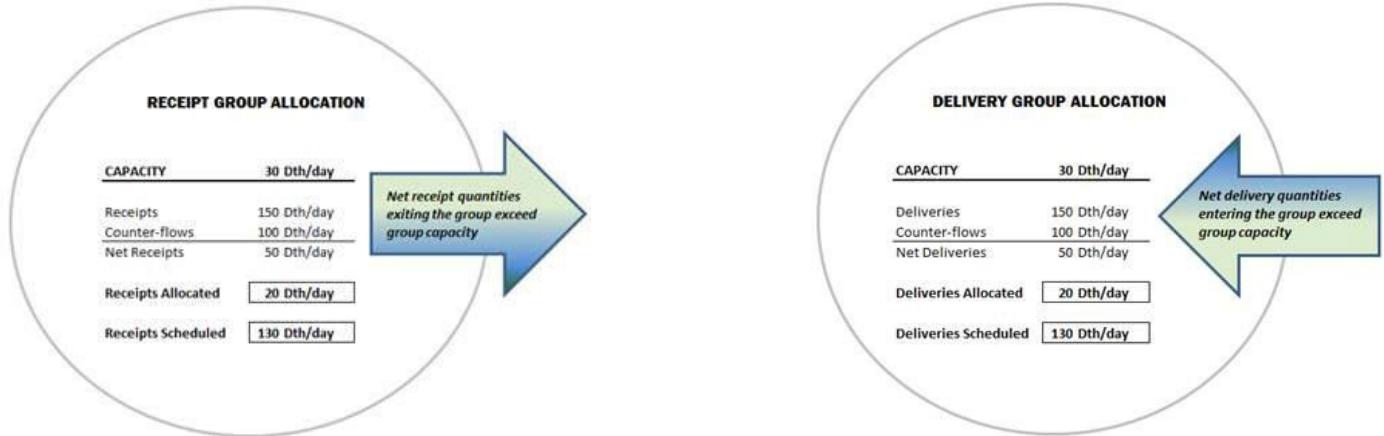 RECEIPT GROUP ALLOCATION
CAPACITY 30 Dth/day
Receipts 150 Dth/day
Counter-flows 100 Dth/day
Net Receipts 50 Dth/day
Receipts Allocated 20 Dth/day
Receipts Scheduled 130 Dth/day
Net receipt quantities
exiting the group exceed
group capacity
DELIVERY GROUP ALLOCATION
CAPACITY 30 Dth/day
Deliveries 150 Dth/day
Counter-flows 100 Dth/day
Net Deliveries 50 Dth/day
Deliveries Allocated 20 Dth/day
Deliveries Scheduled 130 Dth/day
Net delivery quantities
entering the group exceed
group capacity